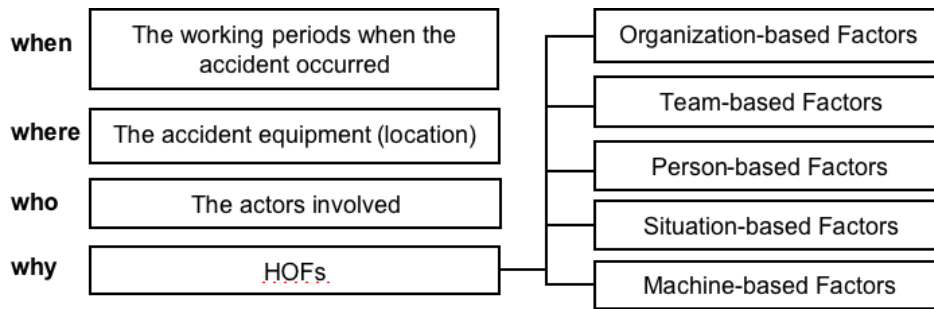 when
The working periods when the
accident occurred
where
The accident equipment (location)
who
The actors involved
why
HOFs
Organization-based Factors
Team-based Factors
Person-based Factors
Situation-based Factors
Machine-based Factors